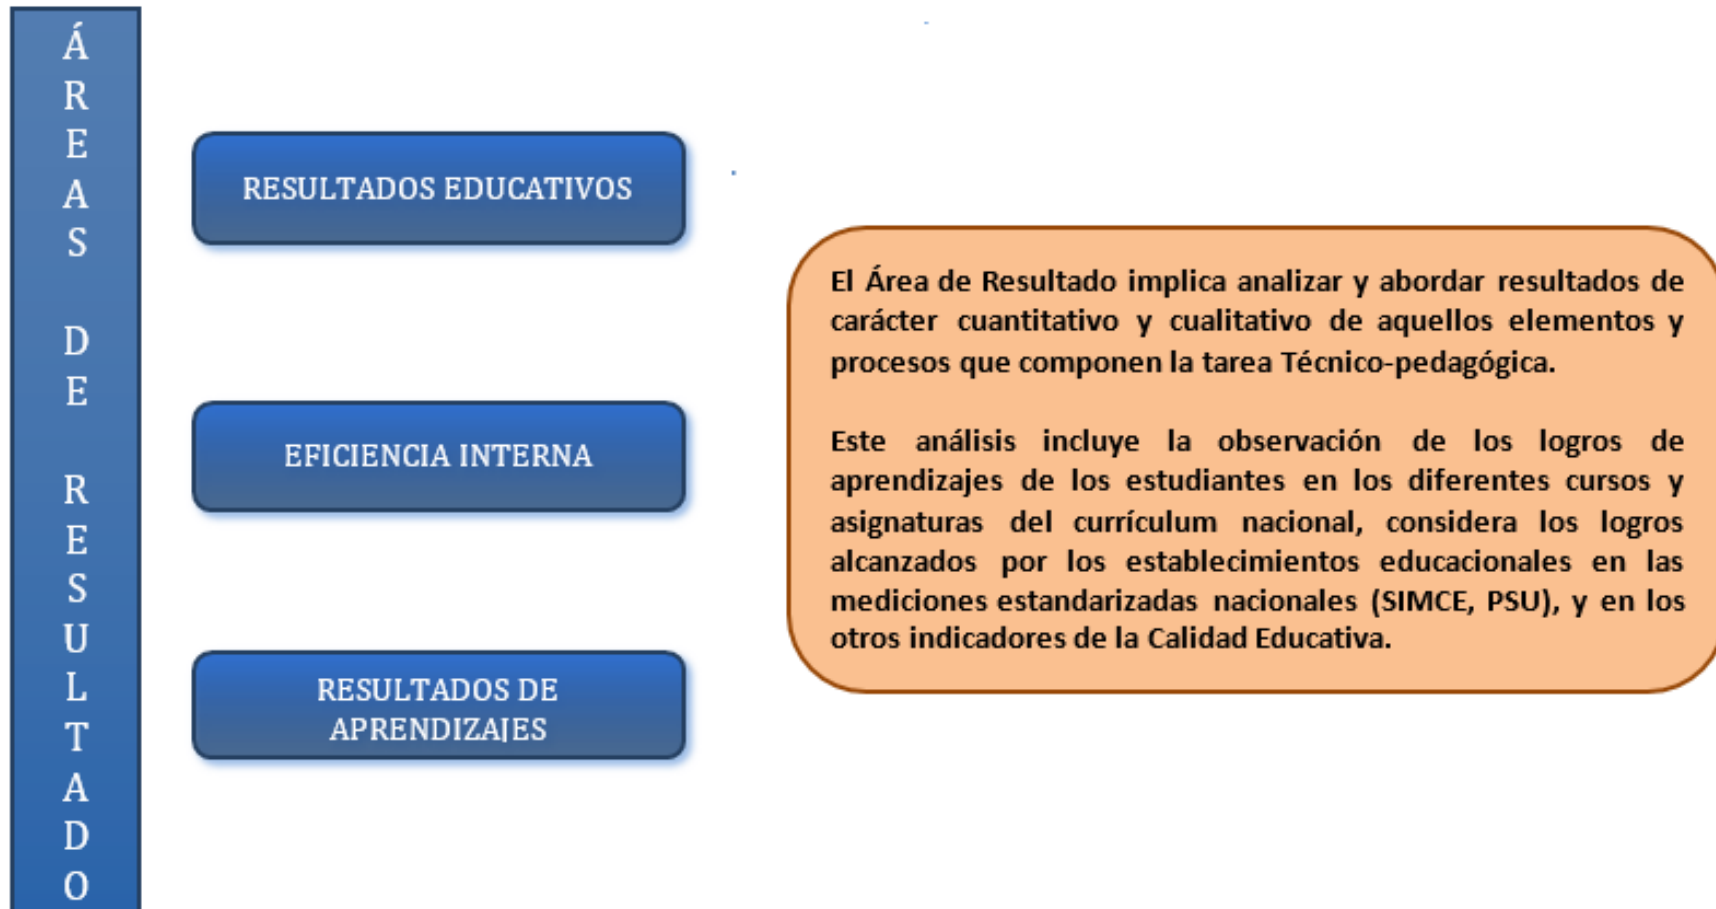 ÁREAS DE RESULTADO
RESULTADOS EDUCATIVOS
EFICIENCIA INTERNA
RESULTADOS DE
APRENDIZAJES
El Área de Resultado implica analizar y abordar resultados de
carácter cuantitativo y cualitativo de aquellos elementos y
procesos que componen la tarea Técnico-pedagógica.
Este análisis incluye la observación de los logros de
aprendizajes de los estudiantes en los diferentes cursos y
asignaturas del currículum nacional, considera los logros
alcanzados por los establecimientos educacionales en las
mediciones estandarizadas nacionales (SIMCE, PSU), y en los
otros indicadores de la Calidad Educativa.